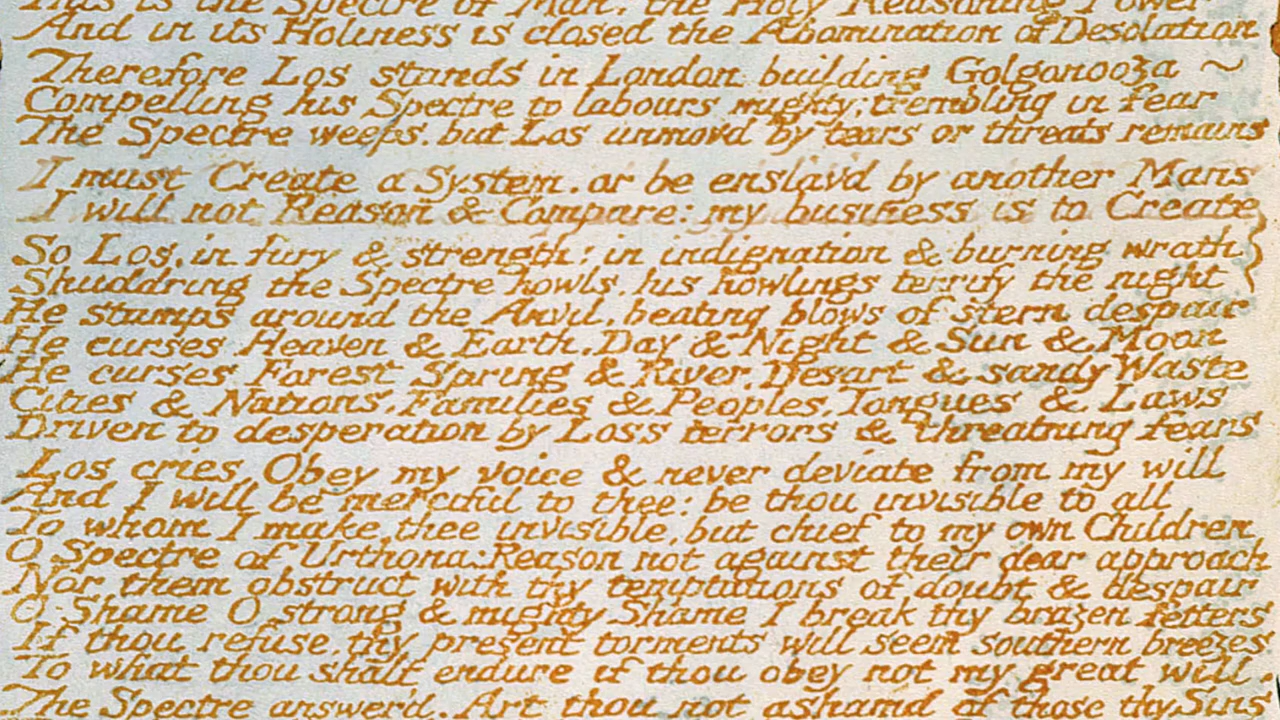 This is the Spectre of Man. the Holy Reasoning Power
And in its Holiness is closed the Abomination of Desolation
Therefore Los stands in London building Golgonooza ~
Compelling his Spectre to labours mighty; trembling in fear
The Spectre weeps. but Los unmovd by tears or threats remains
I must Create a System. or be enslav'd by another Mans
I will not Reason & Compare: my business is to Create
So Los. in fury & strength: in indignation & burning wrath
Shuddring the Spectre howls. his howlings terrify the night
He stamps around the Anvil, beating blows of stern despair
He curses Heaven & Earth, Day & Night & Sun & Moon
He curses Forest Spring & River, Desart & sandy Waste
Cities & Nations, Families & Peoples, Tongues & Laws
Driven to desperation by Loss terrors & threatning fears
Los cries, Obey my voice & never deviate from my will
And I will be merciful to thee: be thou invisible to all
To whom I make thee invisible, but chief to my own Children
O Spectre of Urthona: Reason not against their dear approach
Nor them obstruct with thy temptations of doubt & despair
O Shame O strong & mighty Shame I break thy brazen fetters
If thou refuse, thy present torments will seem southern breezes
To what thou shalt endure if thou obey not my great will.
The Spectre answer'd. Art thou not ashamd of those thy Sins